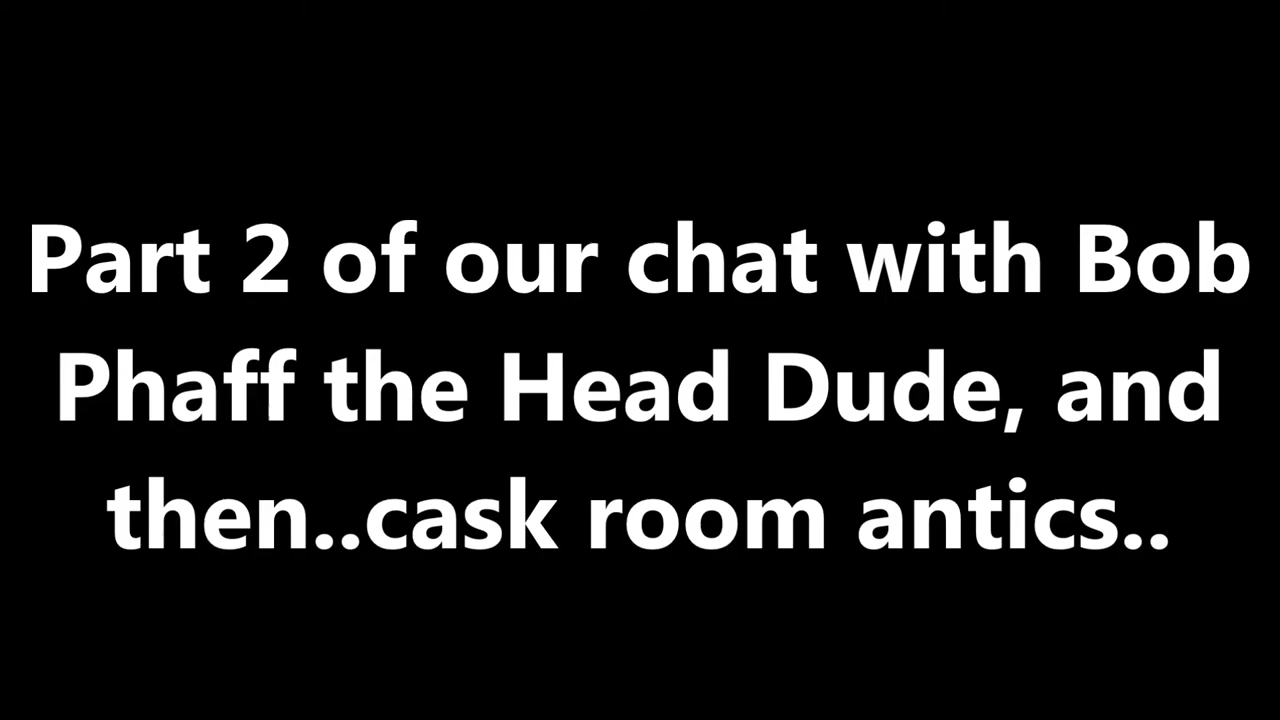 Part 2 of our chat with Bob
Phaff the Head Dude, and
then..cask room antics..